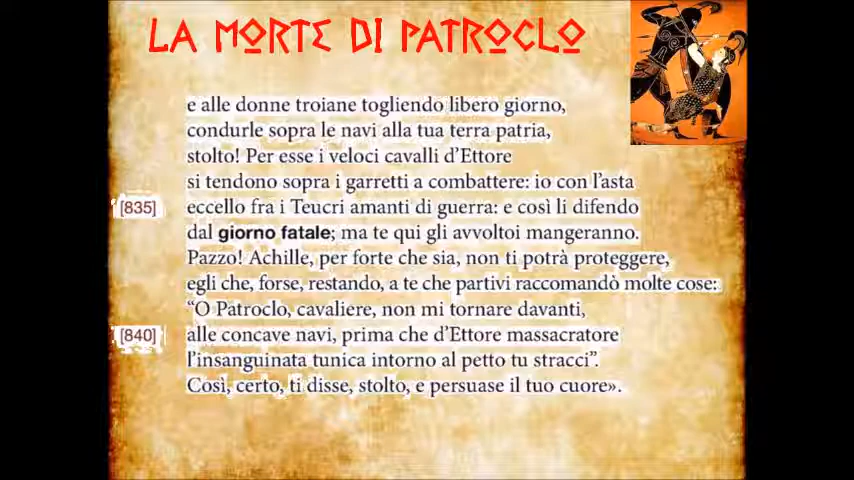 LA MORTE DI PATROCLO
e alle donne troiane togliendo libero giorno,
condurle sopra le navi alla tua terra patria,
stolto! Per esse i veloci cavalli d'Ettore
si tendono sopra i garretti a combattere: io con l'asta
[835] eccello fra i Teucri amanti di guerra: e così li difendo
dal giorno fatale; ma te qui gli avvoltoi mangeranno.
Pazzo! Achille, per forte che sia, non ti potrà proteggere,
egli che, forse, restando, a te che partivi raccomandò molte cose:
“O Patroclo, cavaliere, non mi tornare davanti,
[840] alle concave navi, prima che d'Ettore massacratore
l'insanguinata tunica intorno al petto tu stracci”.
Così, certo, ti disse, stolto, e persuase il tuo cuore».